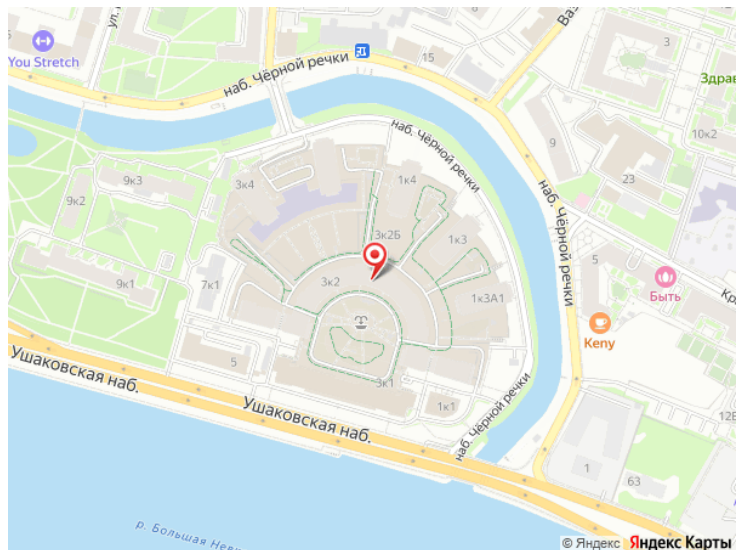 You Stretch
наб. Чёрной речки
15
3
Здрав
10к2
9
23
наб. Чёрной речки
9к3
9к2
3к4
1к4
3к2Б
1к3
наб. Чёрной речки
5
Быть
9к1
7к1
3к2
1к3А1
Keny
Ушаковская наб.
5
3к1
1к1
Ушаковская наб.
наб. Чёрной речки
12В
1
63
р. Большая Нев
© Яндекс Яндекс Карты